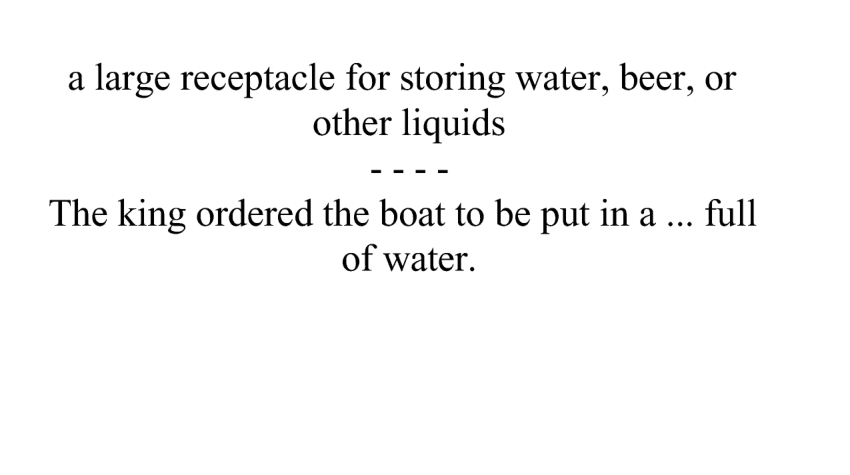 a large receptacle for storing water, beer, or
other liquids
- - - -
The king ordered the boat to be put in a ... full
of water.